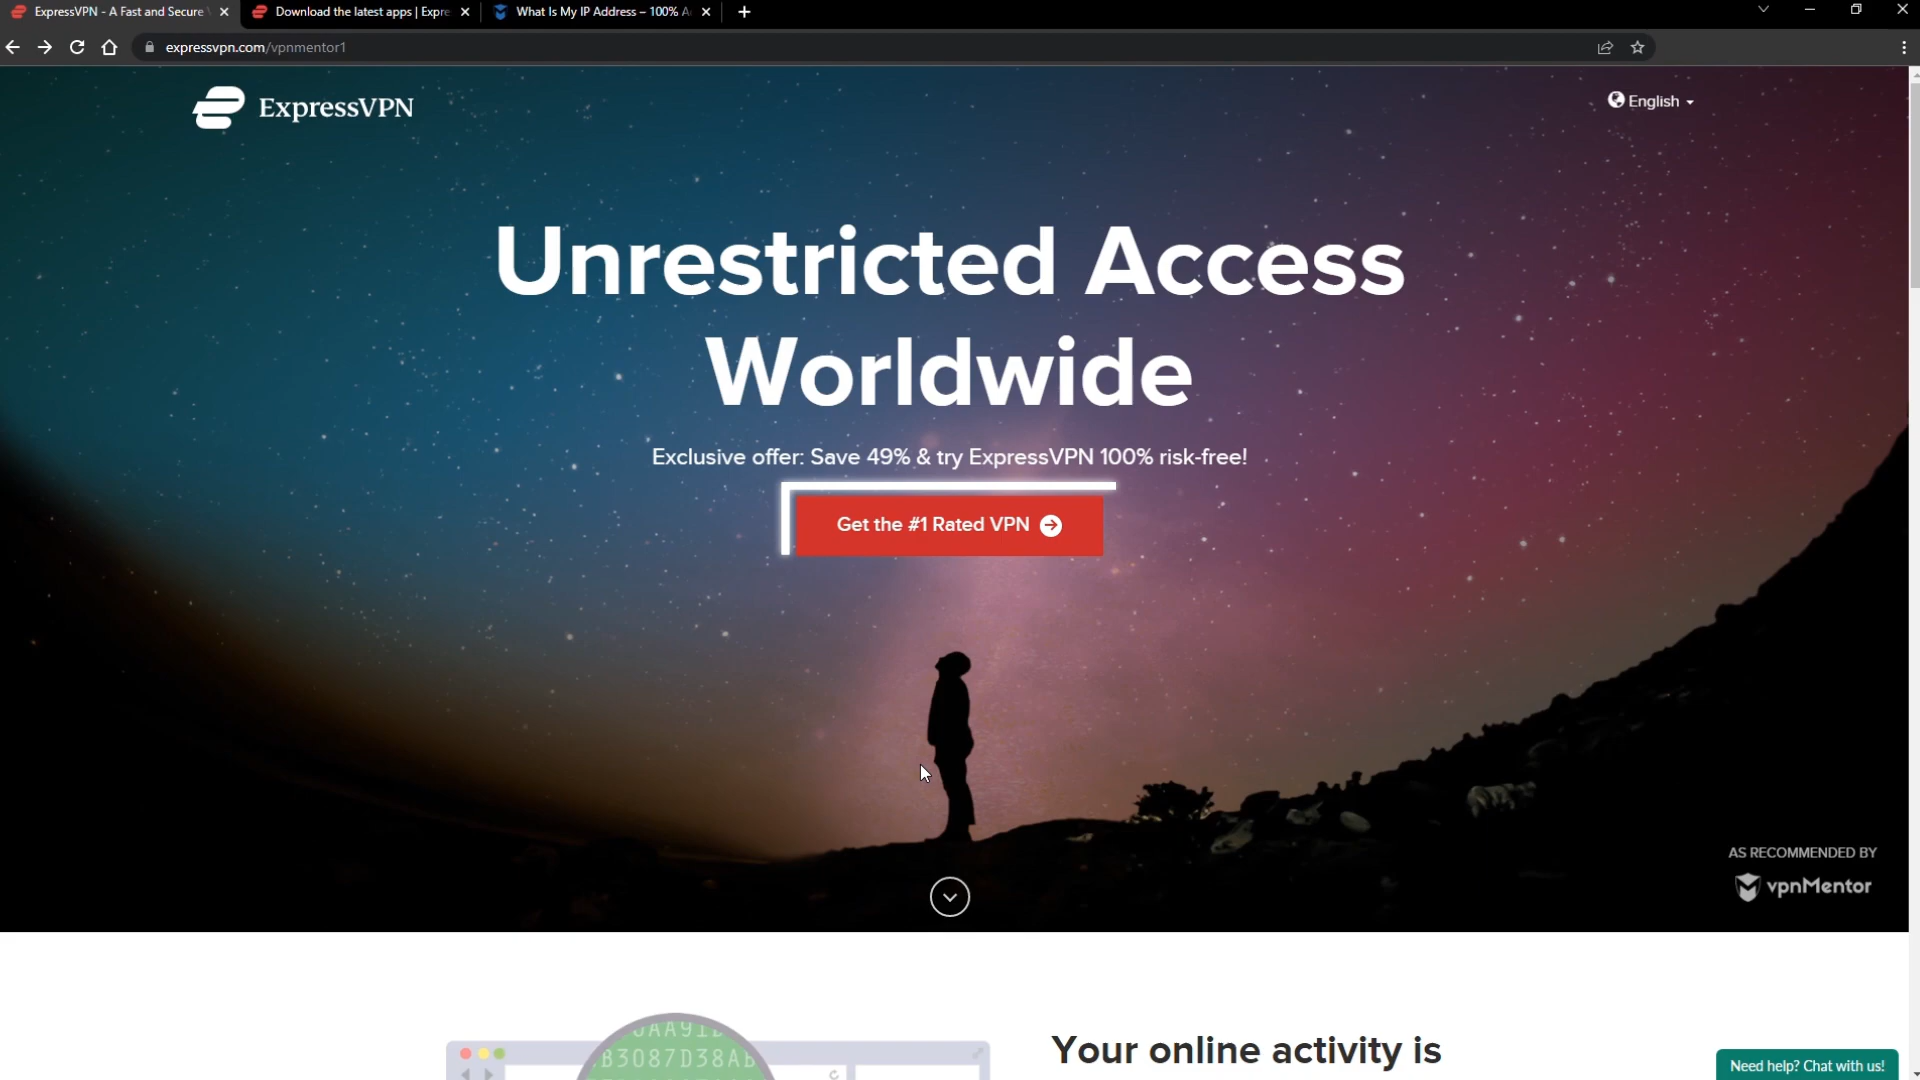 ExpressVPN - A Fast and Secure
Download the latest apps | Expre
What Is My IP Address – 100% A
expressvpn.com/vpnmentor1
ExpressVPN
English
Unrestricted Access
Worldwide
Exclusive offer: Save 49% & try ExpressVPN 100% risk-free!
Get the #1 Rated VPN
AS RECOMMENDED BY
vpnMentor
B3087D38AB
Your online activity is
Need help? Chat with us!